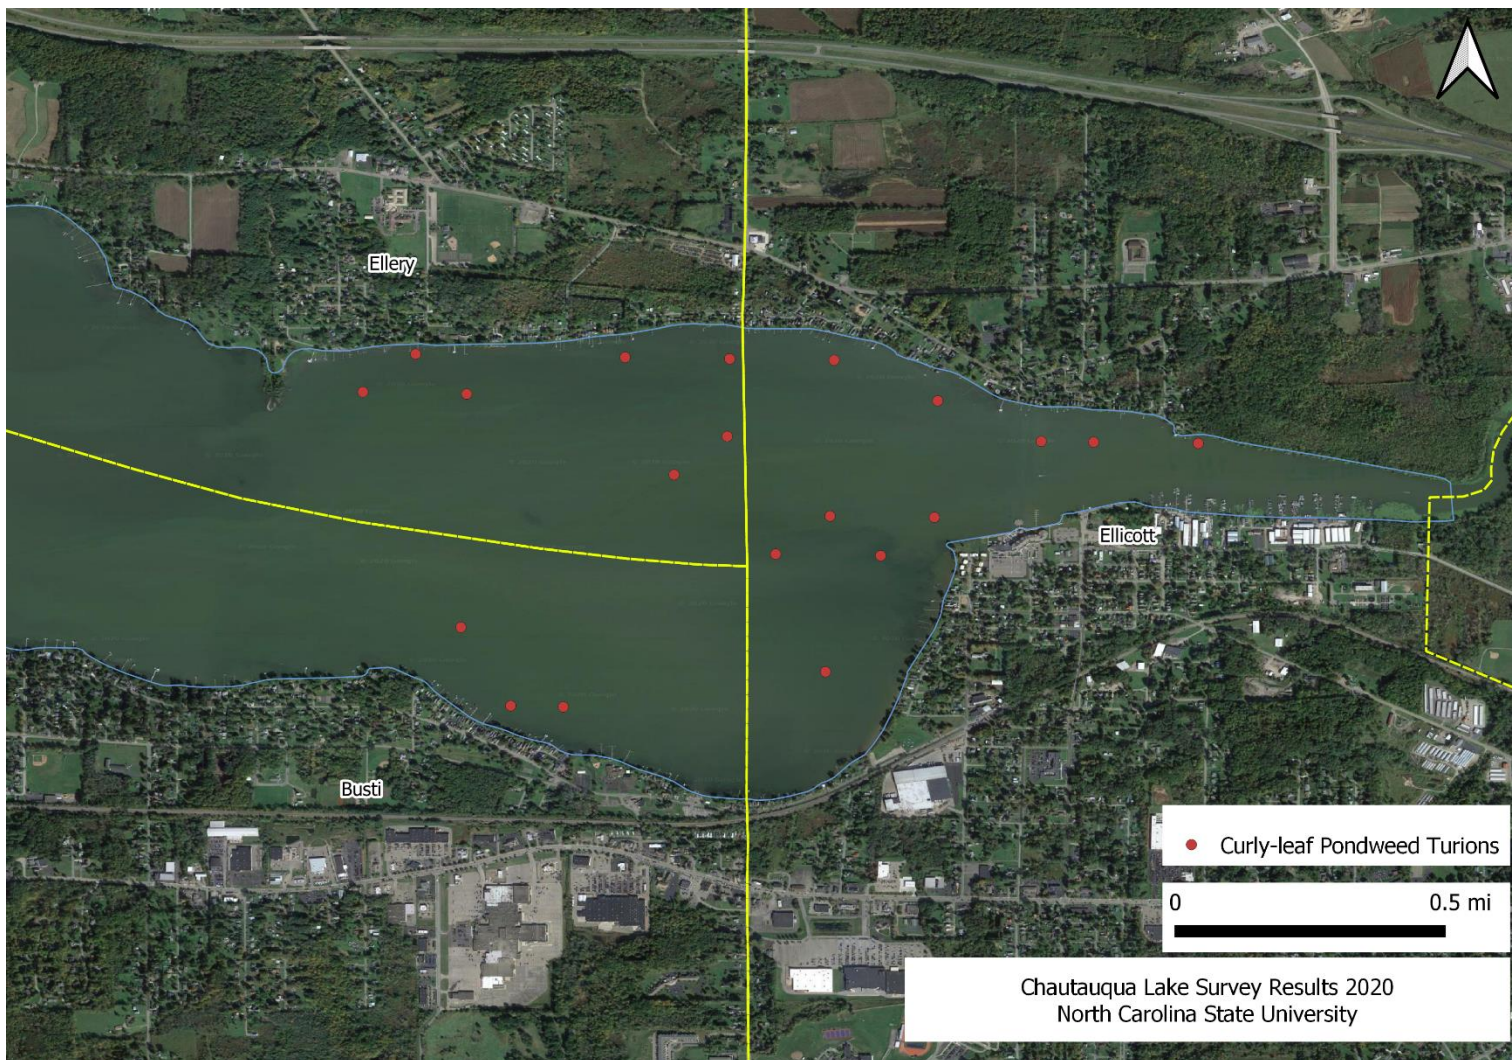 Ellery
Ellicott
Busti
Curly-leaf Pondweed Turions
0 0.5 mi
Chautauqua Lake Survey Results 2020
North Carolina State University